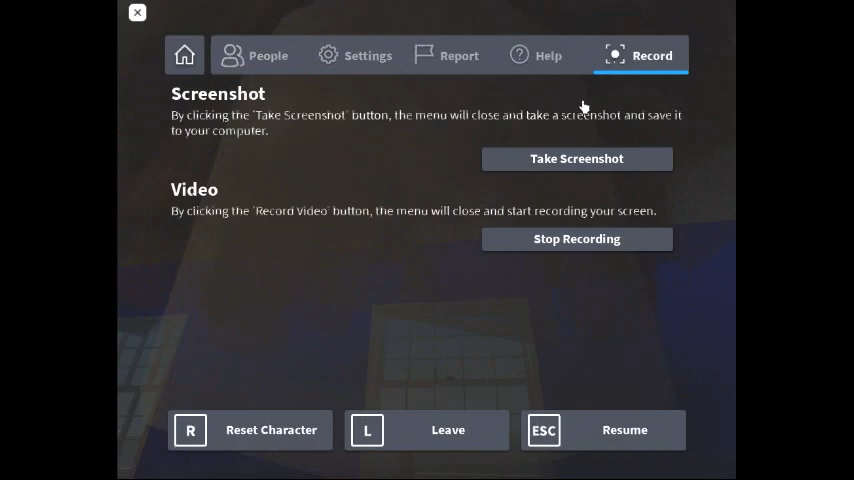 People Settings Report Help Record
Screenshot
By clicking the 'Take Screenshot' button, the menu will close and take a screenshot and save it
to your computer.
Take Screenshot
Video
By clicking the 'Record Video' button, the menu will close and start recording your screen.
Stop Recording
R Reset Character L Leave ESC Resume